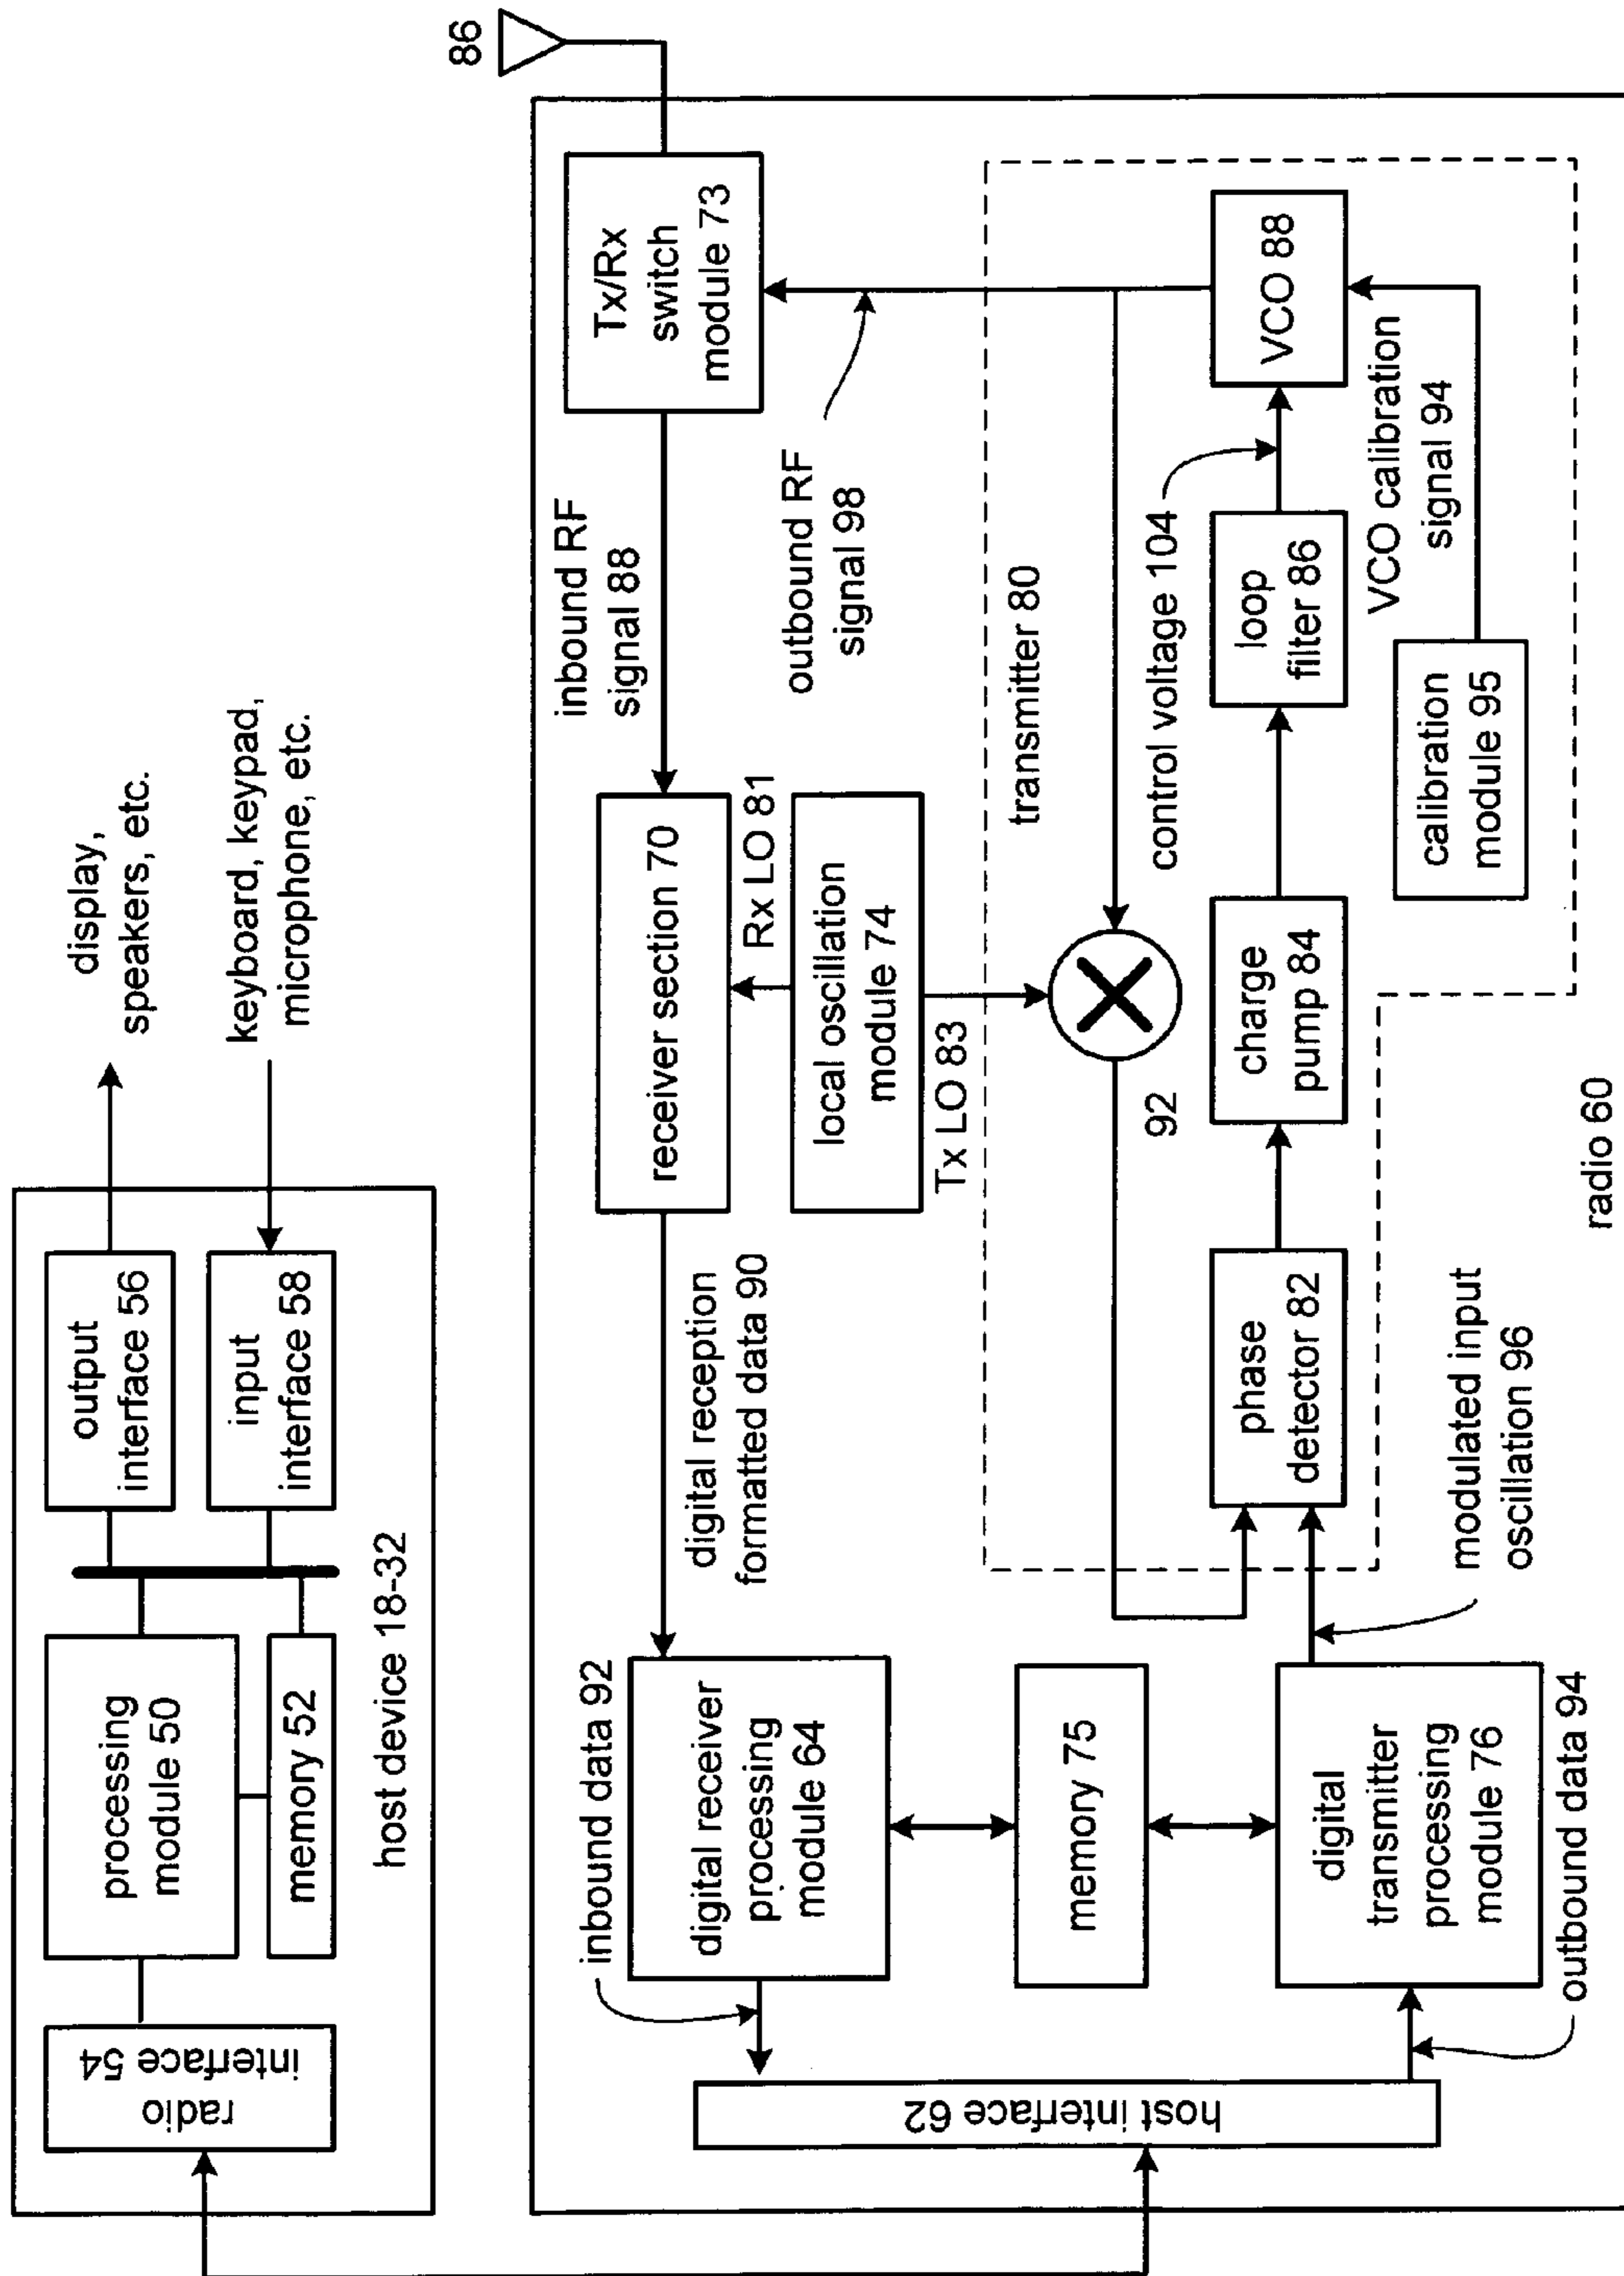 radio
interface 54
processing
module 50
memory 52
output
interface 56
input
interface 58
host device 18-32
display,
speakers, etc.
keyboard, keypad,
microphone, etc.
86
host interface 62
inbound data 92
digital receiver
processing
module 64
digital reception
formatted data 90
receiver section 70
inbound RF
signal 88
Tx/Rx
switch
module 73
Rx LO 81
local oscillation
module 74
Tx LO 83
outbound RF
signal 98
memory 75
transmitter 80
92
control voltage 104
digital
transmitter
processing
module 76
outbound data 94
modulated input
oscillation 96
phase
detector 82
charge
pump 84
loop
filter 86
VCO 88
VCO calibration
signal 94
calibration
module 95
radio 60